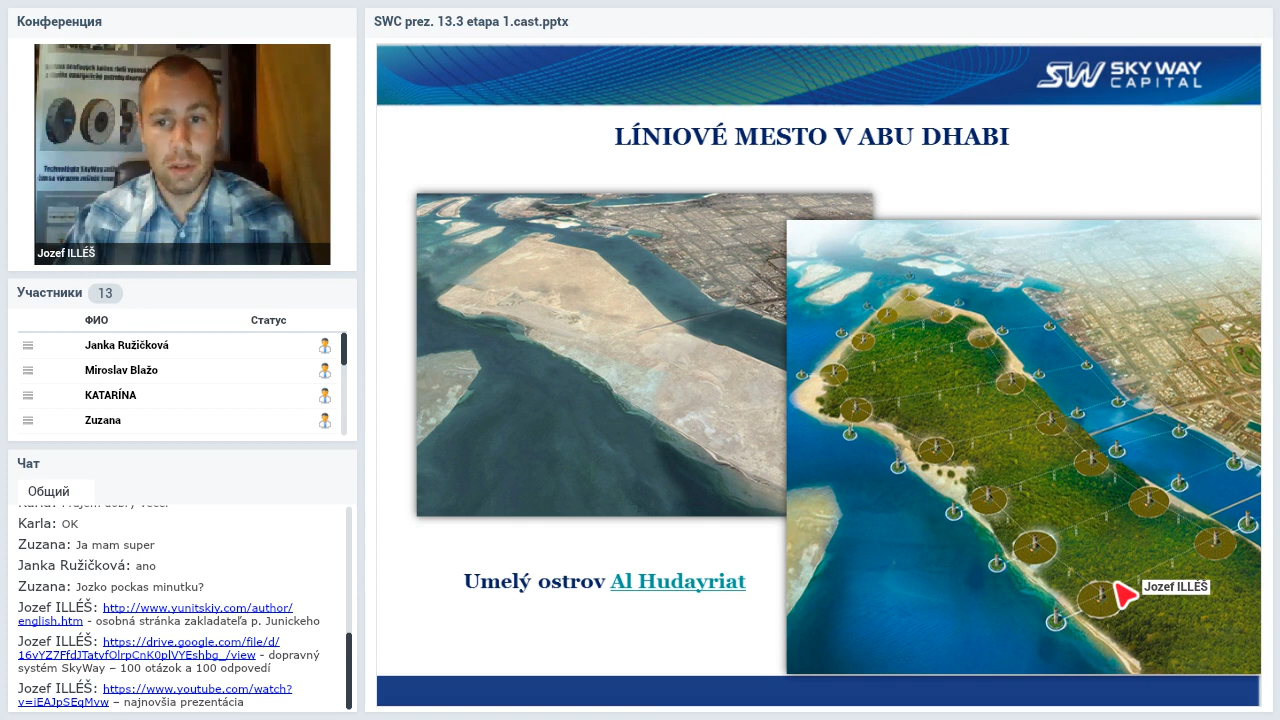 Конференция
Jozef ILLÉŠ
Участники 13
ФИО Статус
Janka Ružičková
Miroslav Blažo
KATARÍNA
Zuzana
Чат
Общий
Karla: OK
Zuzana: Ja mam super
Janka Ružičková: ano
Zuzana: Jozko pockas minutku?
Jozef ILLÉŠ: http://www.yunitskiy.com/author/
english.htm - osobná stránka zakladateľa p. Junického
Jozef ILLÉŠ: https://drive.google.com/file/d/
16vYZ7FfdJTatvfOlrpCnK0plVYEshbg_/view - dopravný
systém SkyWay – 100 otázok a 100 odpovedí
Jozef ILLÉŠ: https://www.youtube.com/watch?
v=iEAJpSEqMvw – najnovšia prezentácia
SWC prez. 13.3 etapa 1.cast.pptx
SW SKY WAY
CAPITAL
LÍNIOVÉ MESTO V ABU DHABI
Umelý ostrov Al Hudayriat
Jozef ILLÉŠ